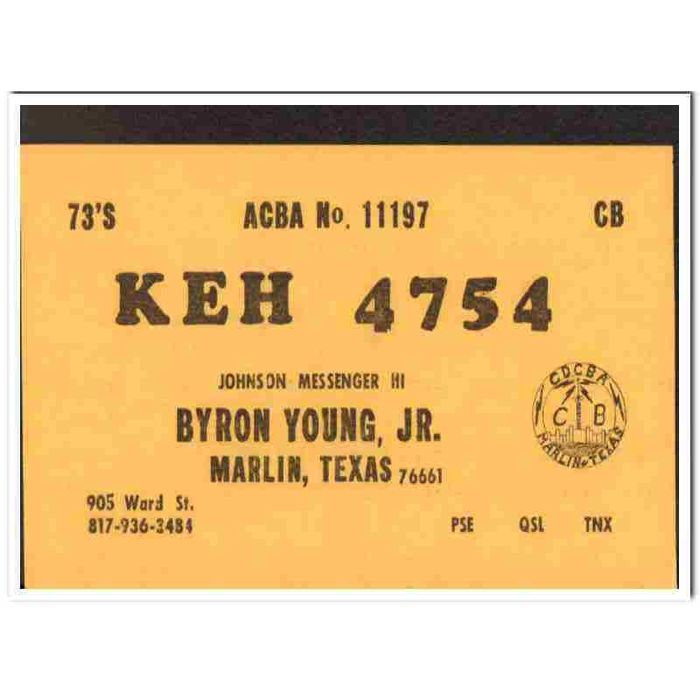 73'S ACBA No. 11197 CB
KEH 4754
JOHNSON MESSENGER III
BYRON YOUNG, JR.
MARLIN, TEXAS 76661
905 Ward St.
817-936-3484
PSE QSL TNX
CDCBA
C B
MARLIN, TEXAS